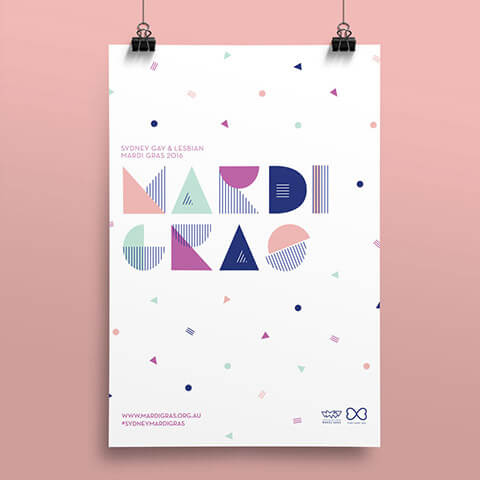 SYDNEY GAY & LESBIAN
MARDI GRAS 2016
MARDI
GRAS
WWW.MARDIGRAS.ORG.AU
#SYDNEYMARDIGRAS